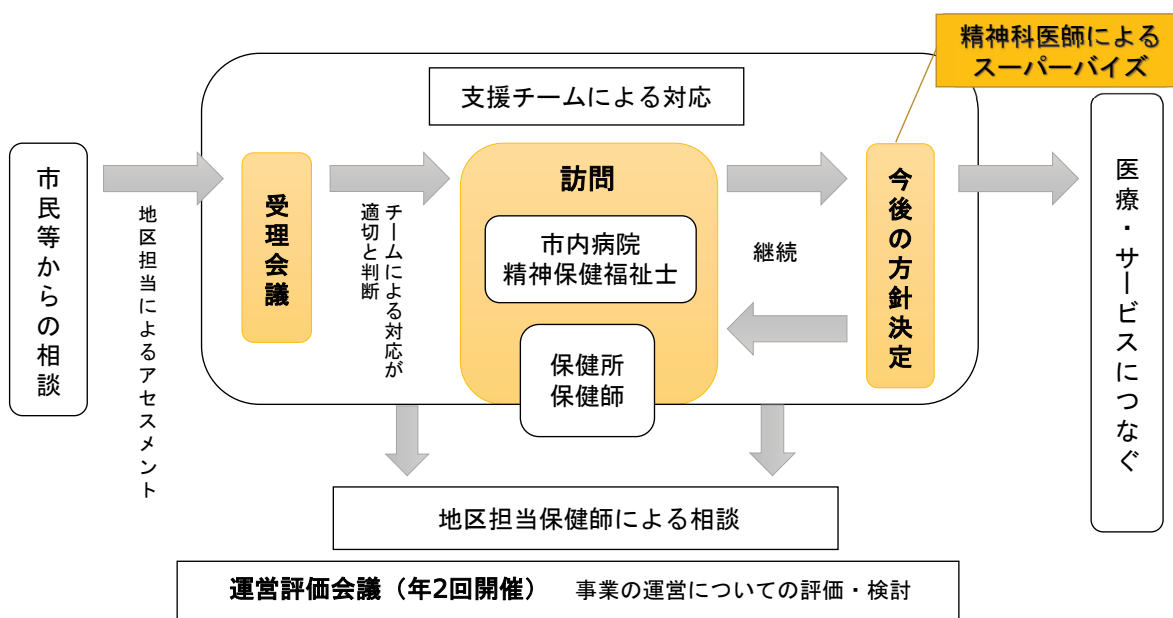 精神科医師による
スーパーバイズ
支援チームによる対応
市民等からの相談
地区担当によるアセスメント
受理会議
チームによる対応が
適切と判断
訪問
市内病院
精神保健福祉士
保健所
保健師
継続
今後の方針決定
医療・サービスにつなぐ
地区担当保健師による相談
運営評価会議（年2回開催）　事業の運営についての評価・検討